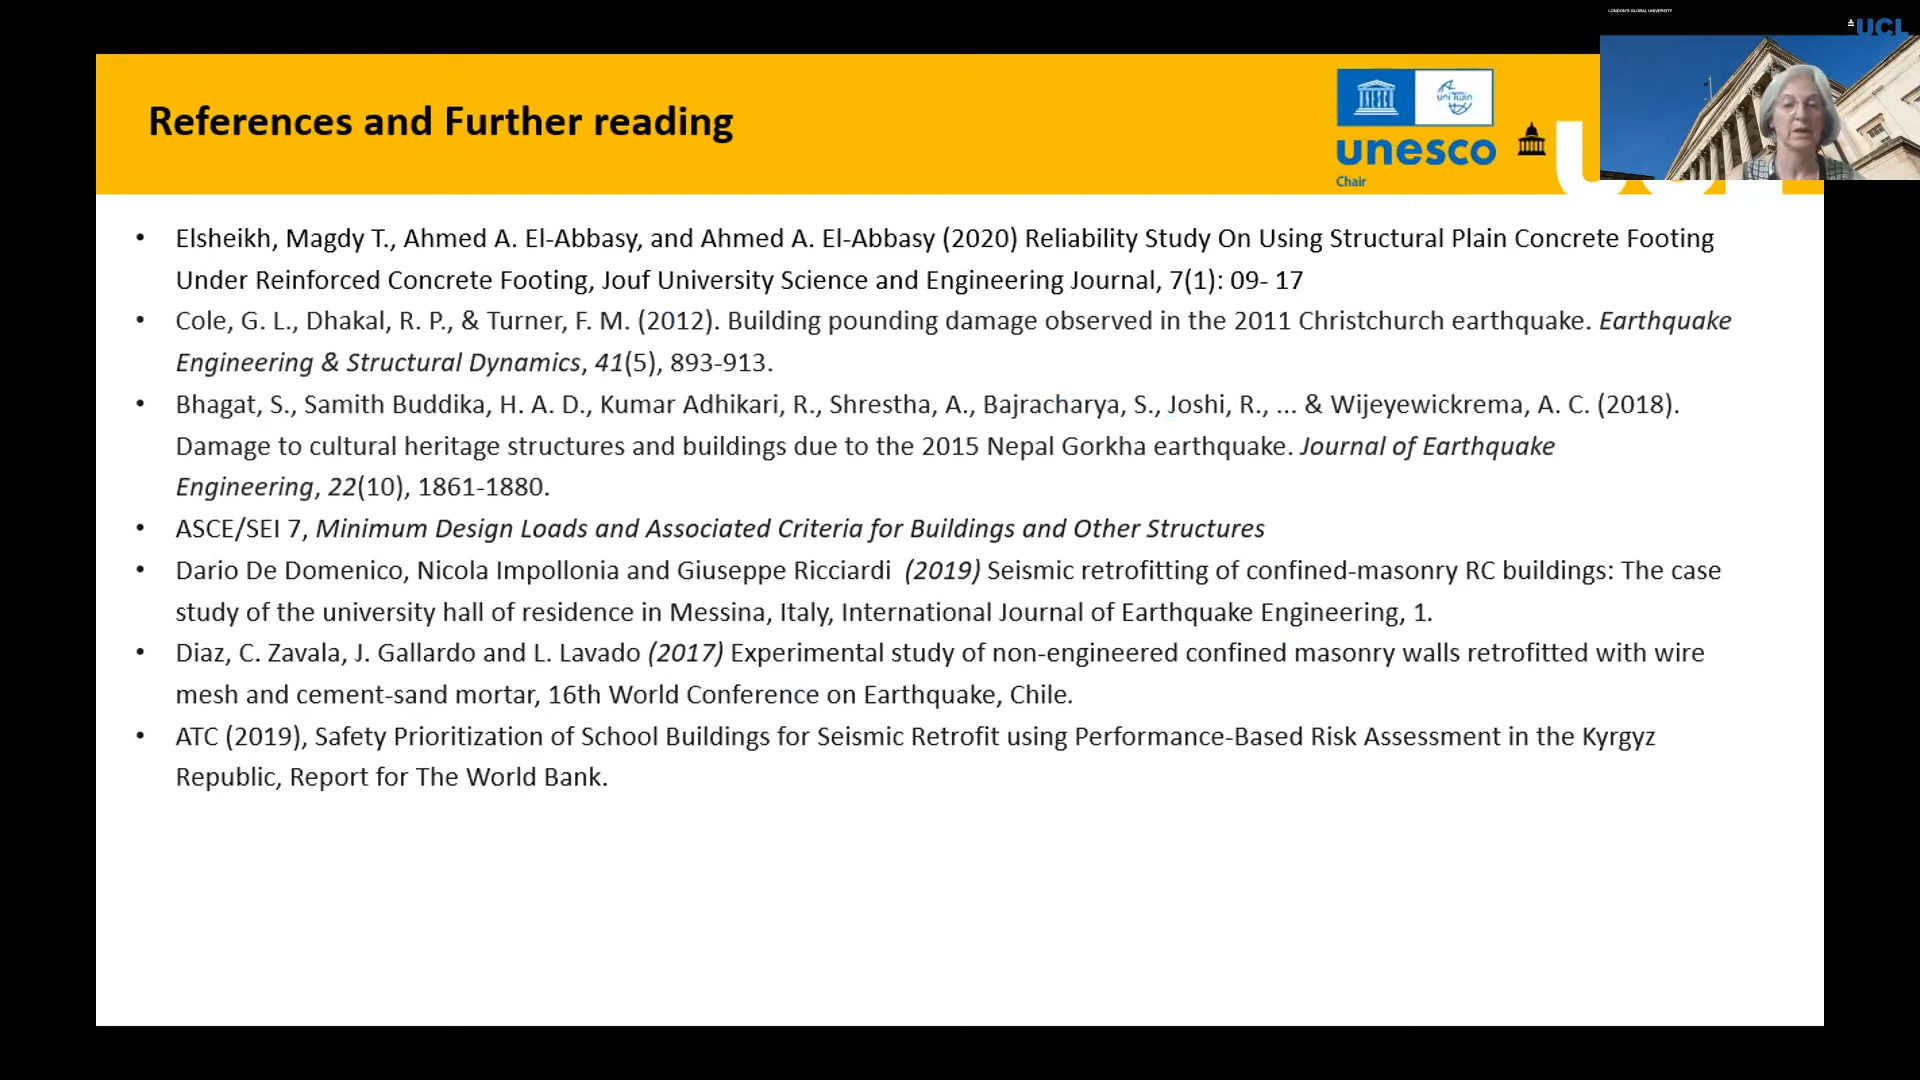 LONDON'S GLOBAL UNIVERSITY
UCL
References and Further reading
uni Twin
unesco
Chair
• Elsheikh, Magdy T., Ahmed A. El-Abbasy, and Ahmed A. El-Abbasy (2020) Reliability Study On Using Structural Plain Concrete Footing
Under Reinforced Concrete Footing, Jouf University Science and Engineering Journal, 7(1): 09- 17
• Cole, G. L., Dhakal, R. P., & Turner, F. M. (2012). Building pounding damage observed in the 2011 Christchurch earthquake. Earthquake
Engineering & Structural Dynamics, 41(5), 893-913.
• Bhagat, S., Samith Buddika, H. A. D., Kumar Adhikari, R., Shrestha, A., Bajracharya, S., Joshi, R., ... & Wijeyewickrema, A. C. (2018).
Damage to cultural heritage structures and buildings due to the 2015 Nepal Gorkha earthquake. Journal of Earthquake
Engineering, 22(10), 1861-1880.
• ASCE/SEI 7, Minimum Design Loads and Associated Criteria for Buildings and Other Structures
• Dario De Domenico, Nicola Impollonia and Giuseppe Ricciardi (2019) Seismic retrofitting of confined-masonry RC buildings: The case
study of the university hall of residence in Messina, Italy, International Journal of Earthquake Engineering, 1.
• Diaz, C. Zavala, J. Gallardo and L. Lavado (2017) Experimental study of non-engineered confined masonry walls retrofitted with wire
mesh and cement-sand mortar, 16th World Conference on Earthquake, Chile.
• ATC (2019), Safety Prioritization of School Buildings for Seismic Retrofit using Performance-Based Risk Assessment in the Kyrgyz
Republic, Report for The World Bank.